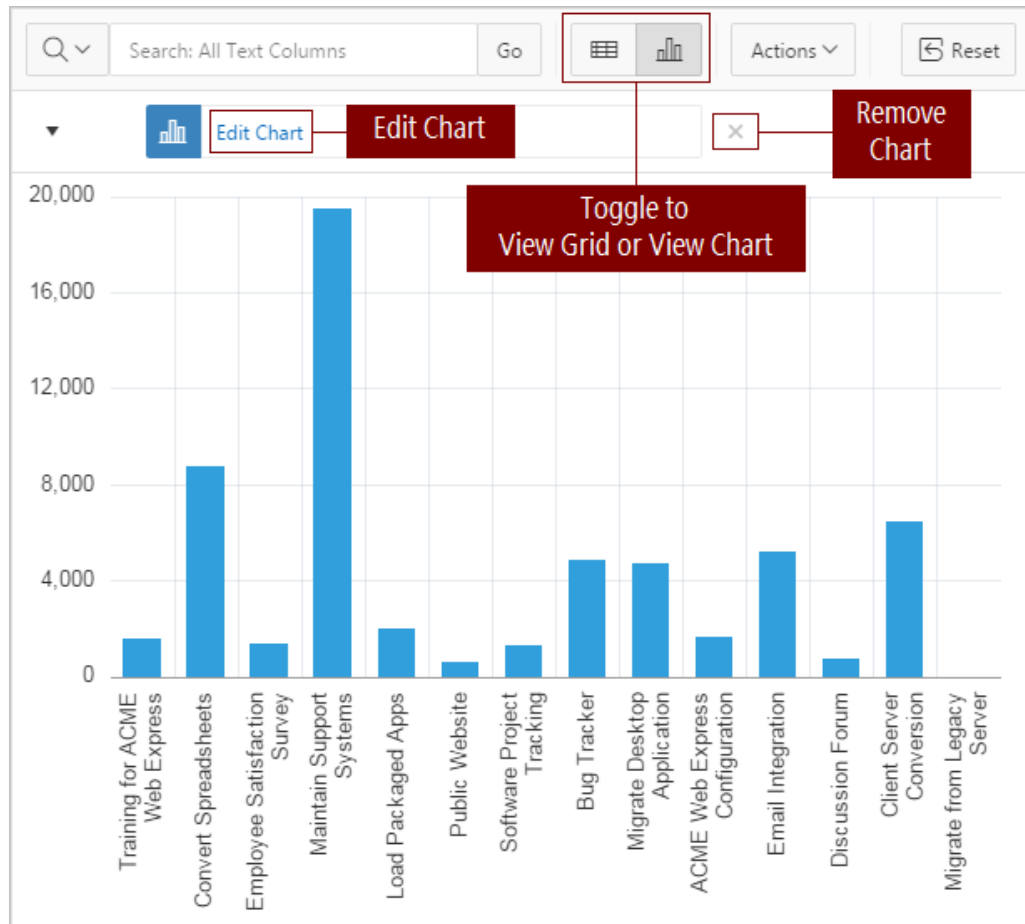 Search: All Text Columns
Go
Actions
Reset
Edit Chart
Edit Chart
Remove
Chart
Toggle to
View Grid or View Chart
20,000
16,000
12,000
8,000
4,000
0
Training for ACME
Web Express
Convert Spreadsheets
Employee Satisfaction
Survey
Maintain Support
Systems
Load Packaged Apps
Public Website
Software Project
Tracking
Bug Tracker
Migrate Desktop
Application
ACME Web Express
Configuration
Email Integration
Discussion Forum
Client Server
Conversion
Migrate from Legacy
Server